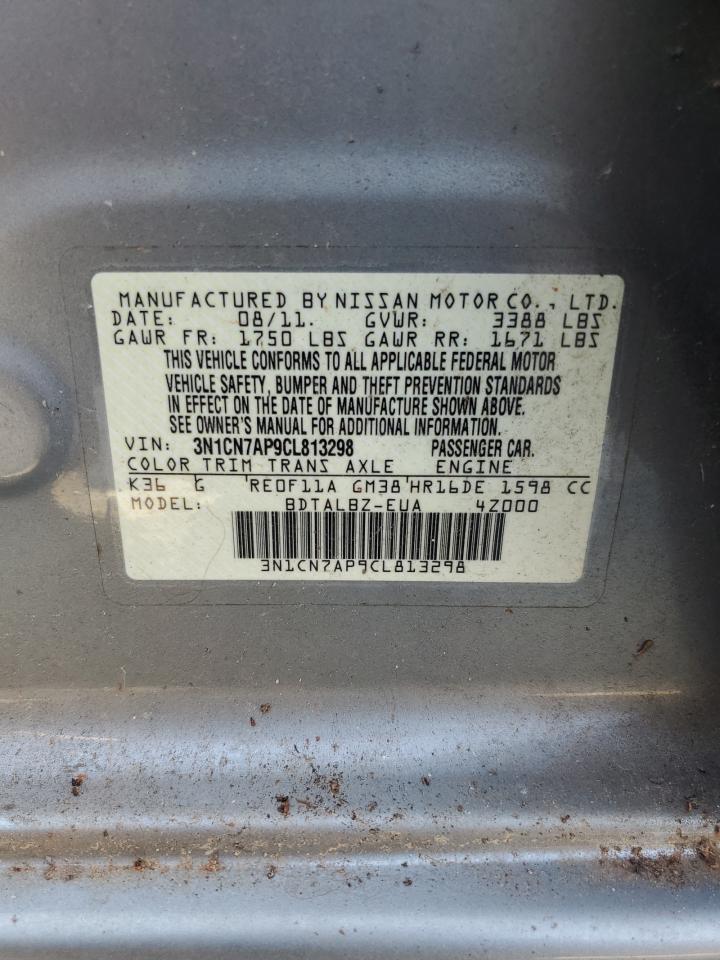 MANUFACTURED BY NISSAN MOTOR CO., LTD.
DATE: 08/11. GVWR: 3388 LBS
GAWR FR: 1750 LBS GAWR RR: 1671 LBS
THIS VEHICLE CONFORMS TO ALL APPLICABLE FEDERAL MOTOR
VEHICLE SAFETY, BUMPER AND THEFT PREVENTION STANDARDS
IN EFFECT ON THE DATE OF MANUFACTURE SHOWN ABOVE.
SEE OWNER'S MANUAL FOR ADDITIONAL INFORMATION.
VIN: 3N1CN7AP9CL813298 PASSENGER CAR.
COLOR TRIM TRANS AXLE ENGINE
K36 G RE0F11A GM38 HR16DE 1598 CC
MODEL: BDTALBZ-EUA 4Z000
3N1CN7AP9CL813298